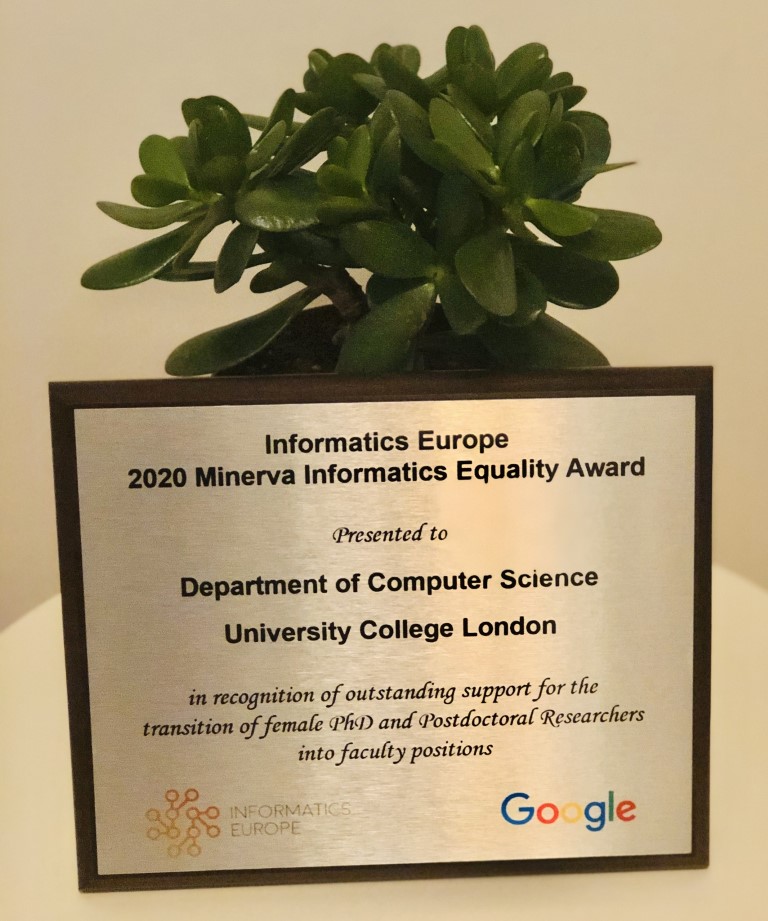 Informatics Europe
2020 Minerva Informatics Equality Award
Presented to
Department of Computer Science
University College London
in recognition of outstanding support for the
transition of female PhD and Postdoctoral Researchers
into faculty positions
INFORMATICS
EUROPE
Google